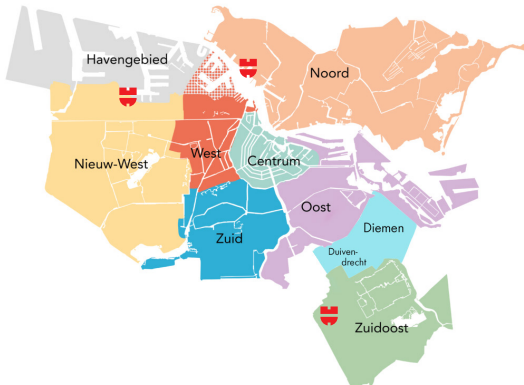 Havengebied
Noord
Nieuw-West
West
Centrum
Oost
Diemen
Zuid
Duiven-
drecht
Zuidoost